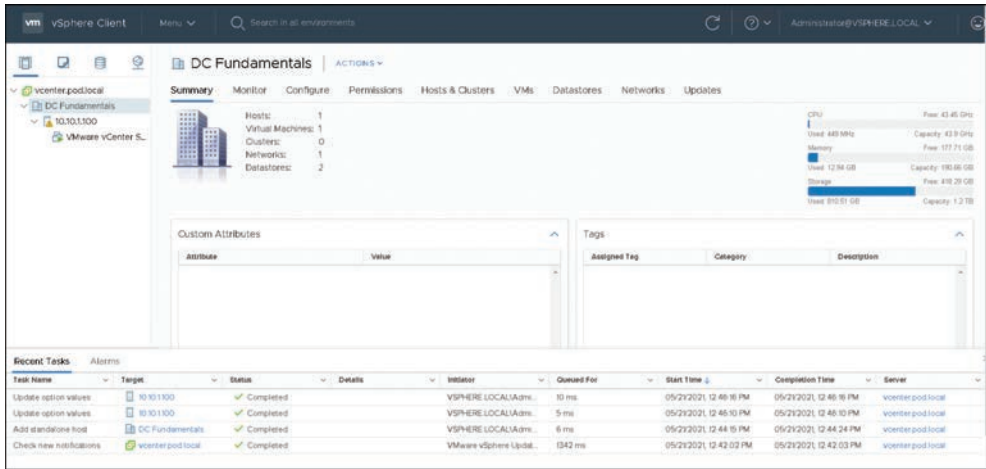 vm vSphere Client Menu Search in all environments Administrator@VSPHERE.LOCAL
DC Fundamentals ACTIONS
Summary Monitor Configure Permissions Hosts & Clusters VMs Datastores Networks Updates
vcenter.pod.local
DC Fundamentals
10.10.1.100
VMware vCenter S...
Hosts: 1
Virtual Machines: 1
Clusters: 0
Networks: 1
Datastores: 2
CPU Free: 43.45 GHz
Used: 449 MHz Capacity: 43.9 GHz
Memory Free: 177.71 GB
Used: 12.94 GB Capacity: 190.66 GB
Storage Free: 418.29 GB
Used: 810.51 GB Capacity: 1.2 TB
Custom Attributes
Attribute Value
Tags
Assigned Tag Category Description
Recent Tasks Alarms
Task Name Target Status Details Initiator Queued For Start Time Completion Time Server
Update option values 10.10.1.100 Completed VSPHERE.LOCAL\Admi... 10 ms 05/21/2021, 12:46:16 PM 05/21/2021, 12:46:16 PM vcenter.pod.local
Update option values 10.10.1.100 Completed VSPHERE.LOCAL\Admi... 5 ms 05/21/2021, 12:46:10 PM 05/21/2021, 12:46:10 PM vcenter.pod.local
Add standalone host DC Fundamentals Completed VSPHERE.LOCAL\Admi... 6 ms 05/21/2021, 12:44:15 PM 05/21/2021, 12:44:24 PM vcenter.pod.local
Check new notifications vcenter.pod.local Completed VMware vSphere Updat... 1342 ms 05/21/2021, 12:42:02 PM 05/21/2021, 12:42:03 PM vcenter.pod.local